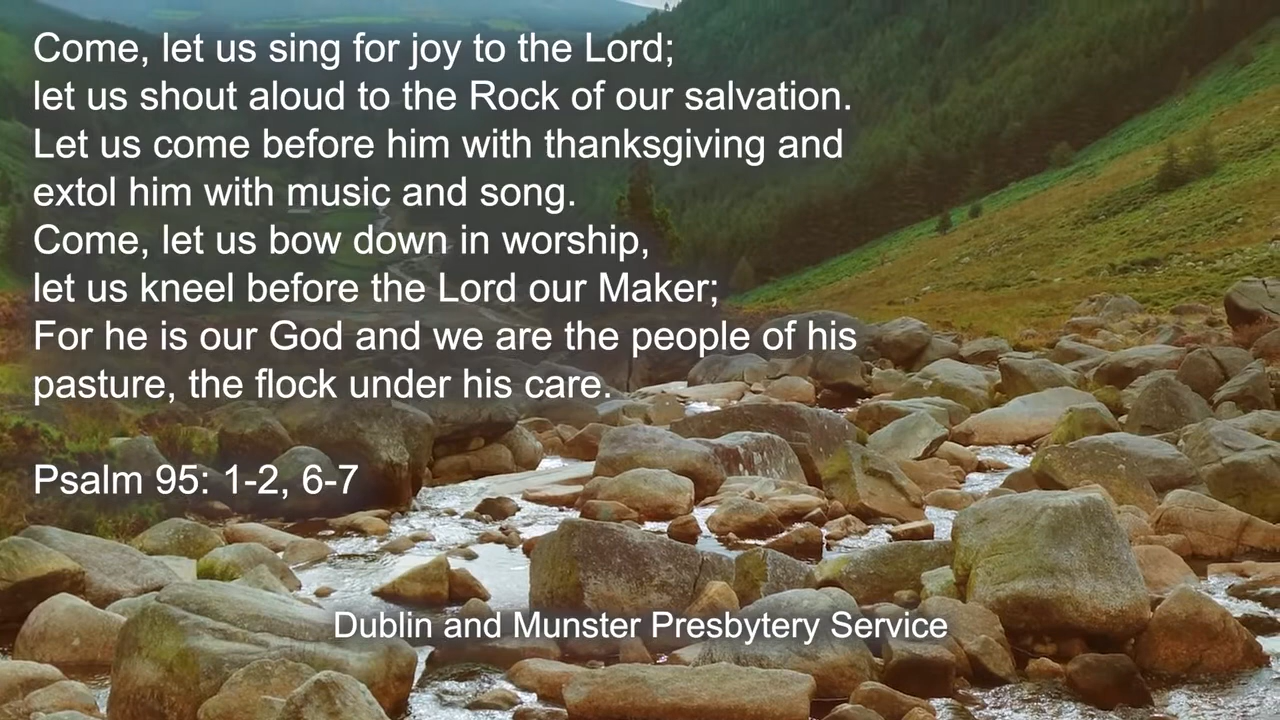 Come, let us sing for joy to the Lord;
let us shout aloud to the Rock of our salvation.
Let us come before him with thanksgiving and
extol him with music and song.
Come, let us bow down in worship,
let us kneel before the Lord our Maker;
For he is our God and we are the people of his
pasture, the flock under his care.
Psalm 95: 1-2, 6-7
Dublin and Munster Presbytery Service